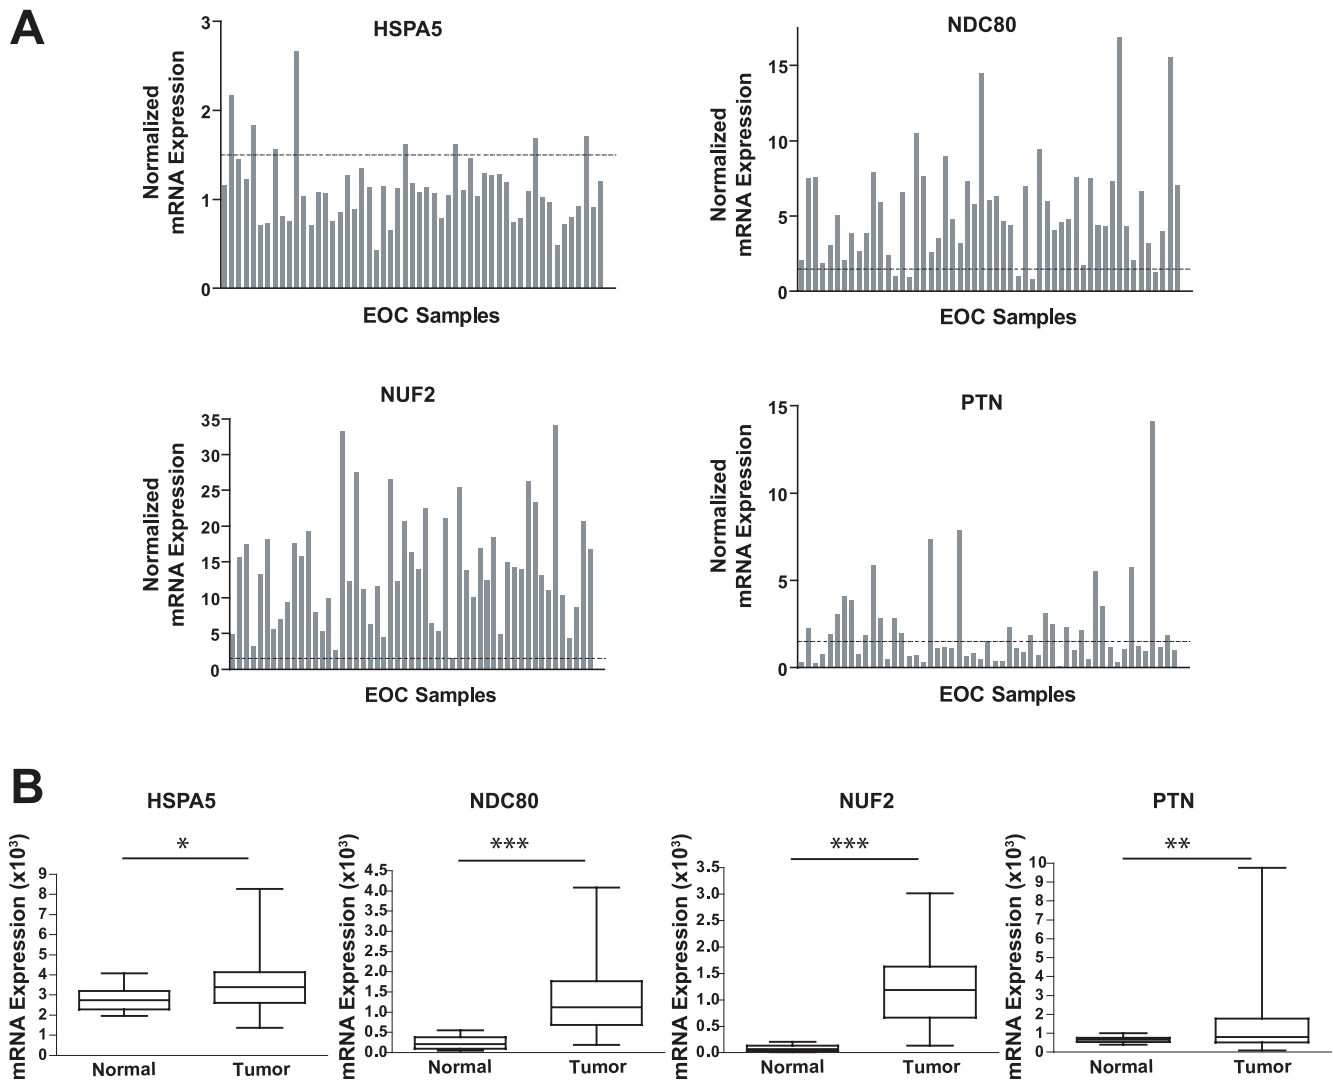 A
HSPA5
Normalized
mRNA Expression
3
2
1
0
EOC Samples
NDC80
Normalized
mRNA Expression
15
10
5
0
EOC Samples
NUF2
Normalized
mRNA Expression
35
30
25
20
15
10
5
0
EOC Samples
PTN
Normalized
mRNA Expression
15
10
5
0
EOC Samples
B
HSPA5
*
mRNA Expression (x10³)
9
8
7
6
5
4
3
2
1
0
Normal Tumor
NDC80
***
mRNA Expression (x10³)
4.5
4.0
3.5
3.0
2.5
2.0
1.5
1.0
0.5
0.0
Normal Tumor
NUF2
***
mRNA Expression (x10³)
3.5
3.0
2.5
2.0
1.5
1.0
0.5
0.0
Normal Tumor
PTN
**
mRNA Expression (x10³)
10
9
8
7
6
5
4
3
2
1
0
Normal Tumor